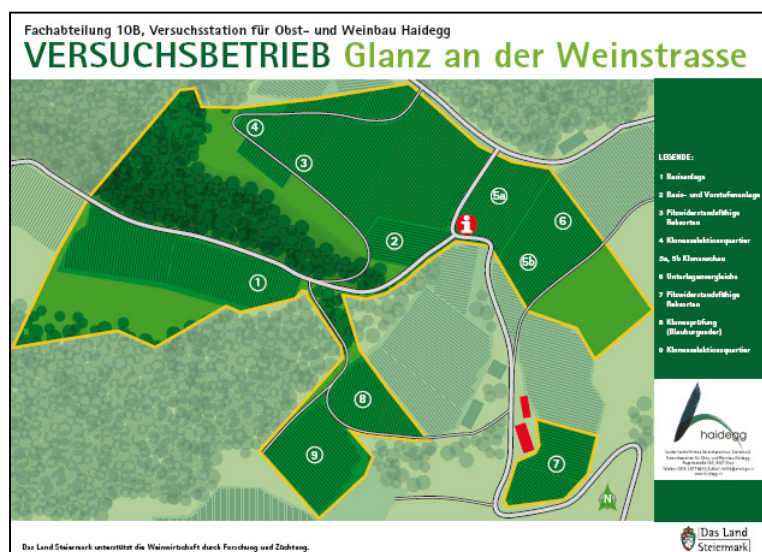 Fachabteilung 10B, Versuchsstation für Obst- und Weinbau Haidegg
VERSUCHSBETRIEB Glanz an der Weinstrasse
4
3
5a
6
2
i
5b
1
8
9
7
N
LEGENDE:
1 Basisanlage
2 Basis- und Vorstufenanlage
3 Pilzwiderstandsfähige
Rebsorten
4 Klonenselektionsquartier
5a, 5b Klonenschau
6 Unterlagenvergleiche
7 Pilzwiderstandsfähige
Rebsorten
8 Klonenprüfung
(Blauburgunder)
9 Klonenselektionsquartier
haidegg
Das Land Steiermark unterstützt die Weinwirtschaft durch Forschung und Züchtung.
Das Land
Steiermark